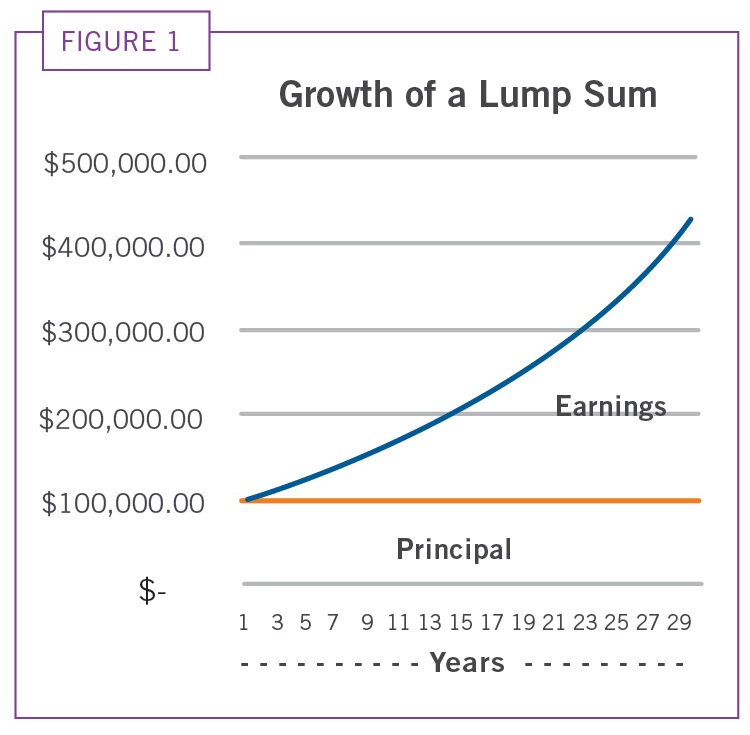 FIGURE 1
Growth of a Lump Sum
$500,000.00
$400,000.00
$300,000.00
Earnings
$200,000.00
$100,000.00
Principal
$-
1 3 5 7 9 11 13 15 17 19 21 23 25 27 29
Years